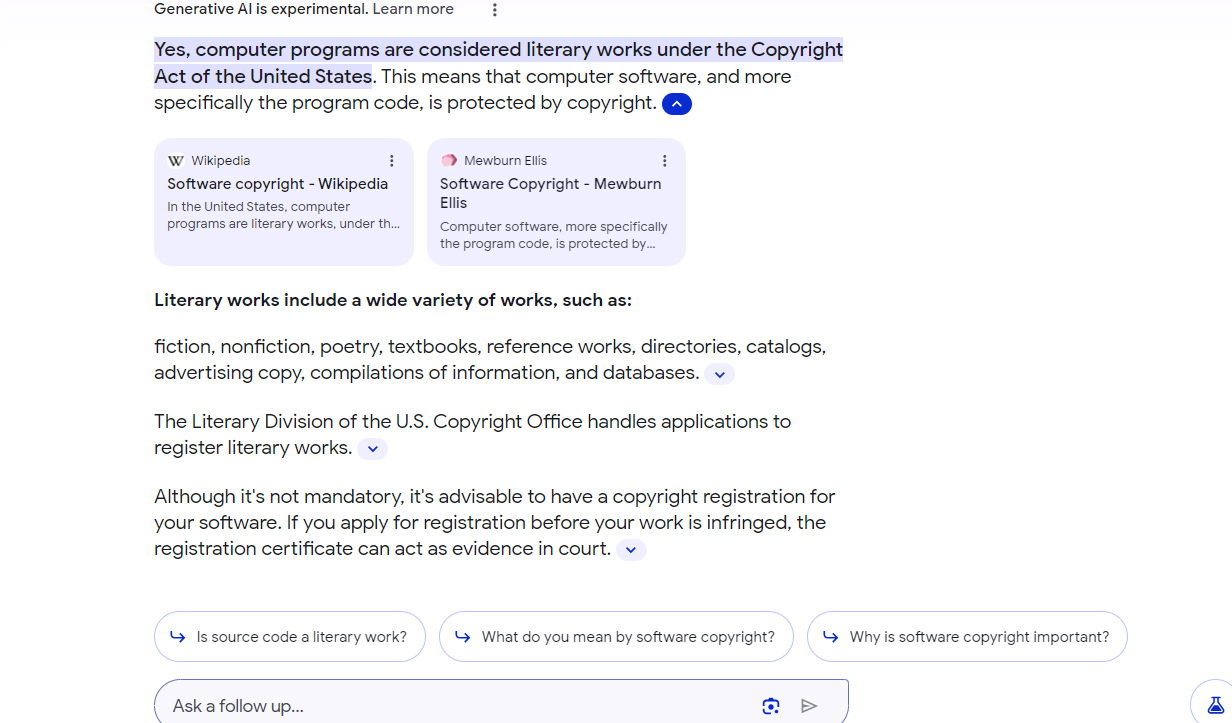 Generative AI is experimental. Learn more
Yes, computer programs are considered literary works under the Copyright
Act of the United States. This means that computer software, and more
specifically the program code, is protected by copyright.
W Wikipedia
Software copyright - Wikipedia
In the United States, computer
programs are literary works, under th...
Mewburn Ellis
Software Copyright - Mewburn
Ellis
Computer software, more specifically
the program code, is protected by...
Literary works include a wide variety of works, such as:
fiction, nonfiction, poetry, textbooks, reference works, directories, catalogs,
advertising copy, compilations of information, and databases.
The Literary Division of the U.S. Copyright Office handles applications to
register literary works.
Although it's not mandatory, it's advisable to have a copyright registration for
your software. If you apply for registration before your work is infringed, the
registration certificate can act as evidence in court.
Is source code a literary work?
What do you mean by software copyright?
Why is software copyright important?
Ask a follow up...